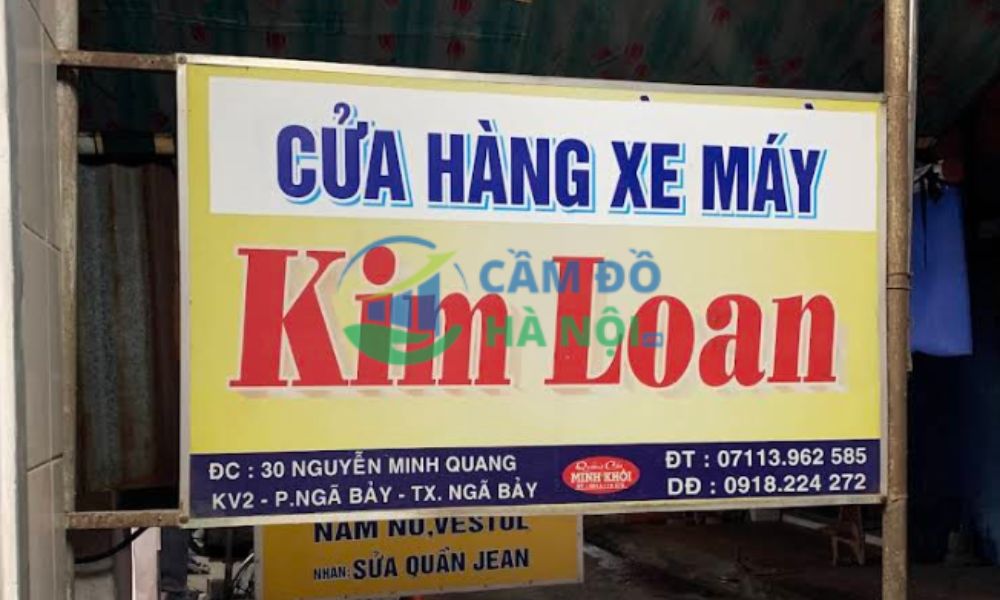 CỬA HÀNG XE MÁY
Kim Loan
CẦM ĐỒ
HÀ NỘI
ĐC : 30 NGUYỄN MINH QUANG
KV2 - P.NGÃ BẢY - TX. NGÃ BẢY
Quảng Cáo
MINH KHÔI
ĐT : 07113.962 585
DĐ : 0918.224 272
NAM NỮ,VESTON
NHẬN: SỬA QUẦN JEAN